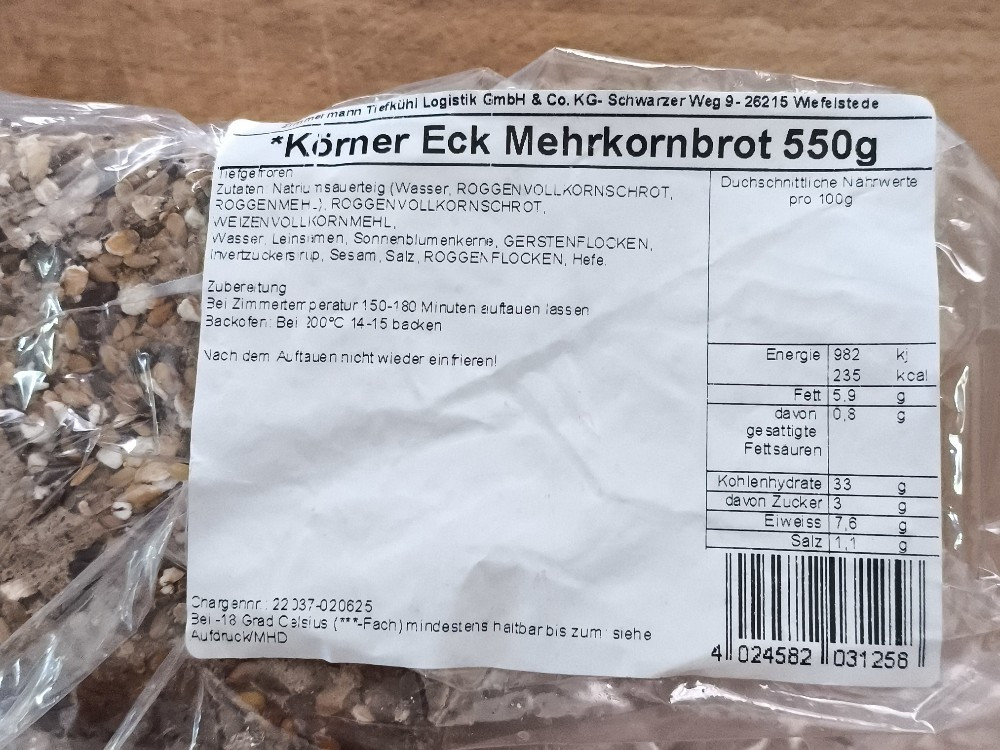 mann Tiefkühl Logistik GmbH & Co. KG- Schwarzer Weg 9- 26215 Wiefelstede
*Körner Eck Mehrkornbrot 550g
Tiefgefroren
Zutaten: Natriumsauerteig (Wasser, ROGGENVOLLKORNSCHROT,
ROGGENMEHL), ROGGENVOLLKORNSCHROT,
WEIZENVOLLKORNMEHL,
Wasser, Leinsamen, Sonnenblumenkerne, GERSTENFLOCKEN,
Invertzuckersirup, Sesam, Salz, ROGGENFLOCKEN, Hefe.
Zubereitung
Bei Zimmertemperatur 150-180 Minuten auftauen lassen
Backofen: Bei 200°C 14-15 backen
Nach dem Auftauen nicht wieder einfrieren!
Chargennr.: 22037-020625
Bei -18 Grad Celsius (***-Fach) mindestens haltbar bis zum: siehe
Aufdruck/MHD
Duchschnittliche Nährwerte
pro 100g
Energie 982 kj
235 kcal
Fett 5,9 g
davon 0,8 g
gesättigte
Fettsäuren
Kohlenhydrate 33 g
davon Zucker 3 g
Eiweiss 7,6 g
Salz 1,1 g
4 024582 031258